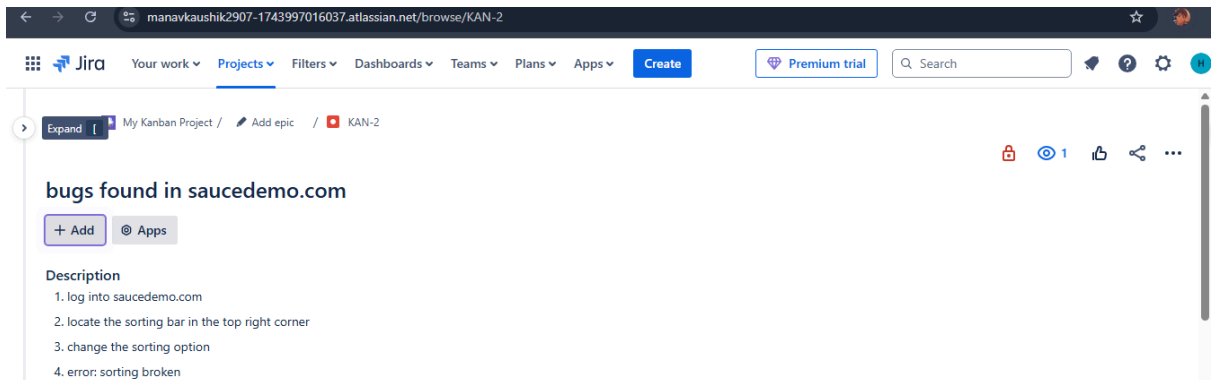 manavkaushik2907-1743997016037.atlassian.net/browse/KAN-2
Jira Your work Projects Filters Dashboards Teams Plans Apps Create Premium trial Search H
Expand [ My Kanban Project / Add epic / KAN-2
1
bugs found in saucedemo.com
+ Add Apps
Description
1. log into saucedemo.com
2. locate the sorting bar in the top right corner
3. change the sorting option
4. error: sorting broken